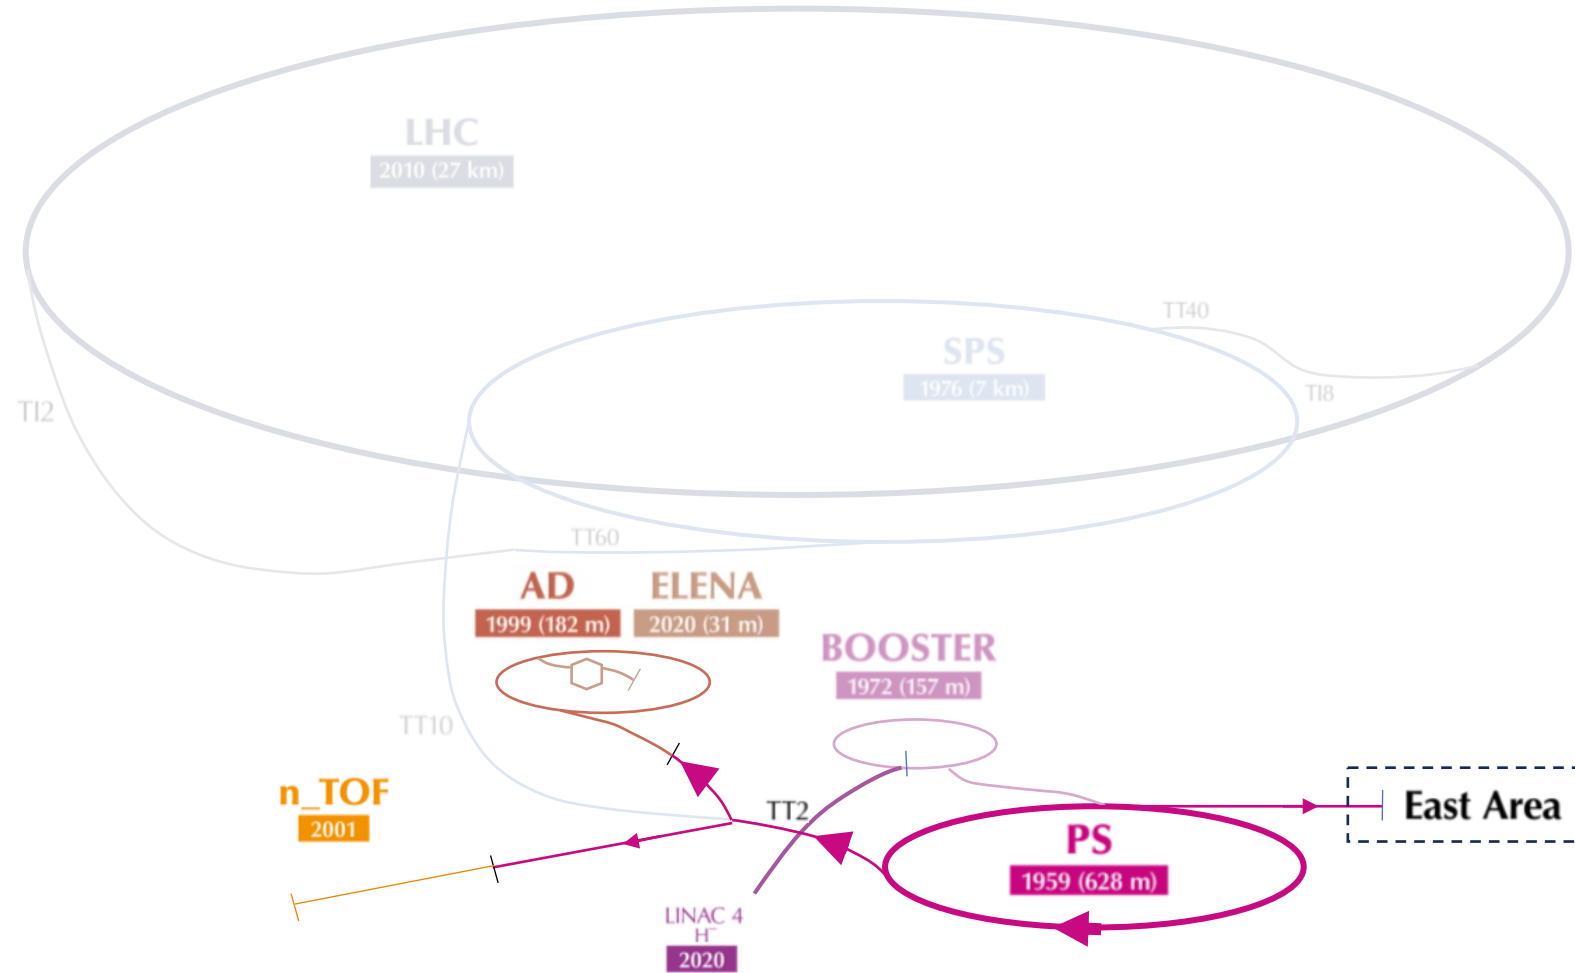 LHC
2010 (27 km)
TT40
SPS
1976 (7 km)
TI8
TI2
TT60
AD
1999 (182 m)
ELENA
2020 (31 m)
BOOSTER
1972 (157 m)
TT10
n_TOF
2001
TT2
East Area
PS
1959 (628 m)
LINAC 4
H⁻
2020